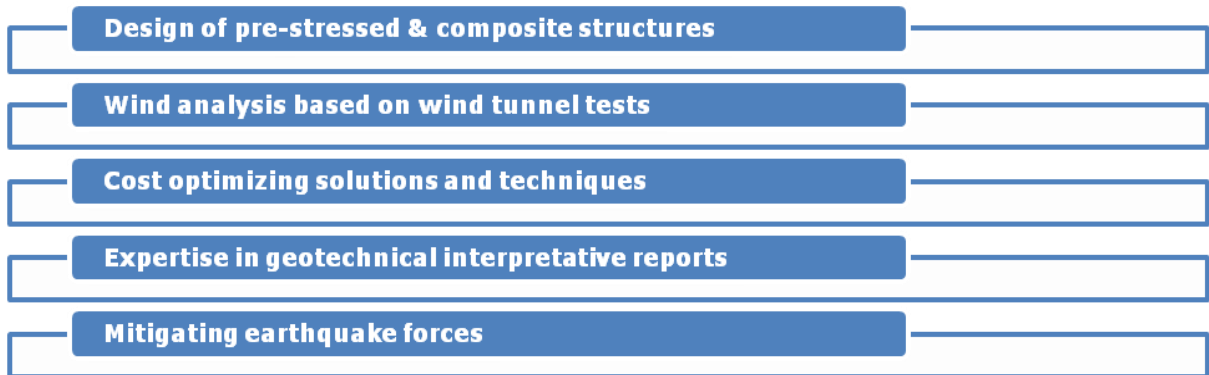 Design of pre-stressed & composite structures
Wind analysis based on wind tunnel tests
Cost optimizing solutions and techniques
Expertise in geotechnical interpretative reports
Mitigating earthquake forces